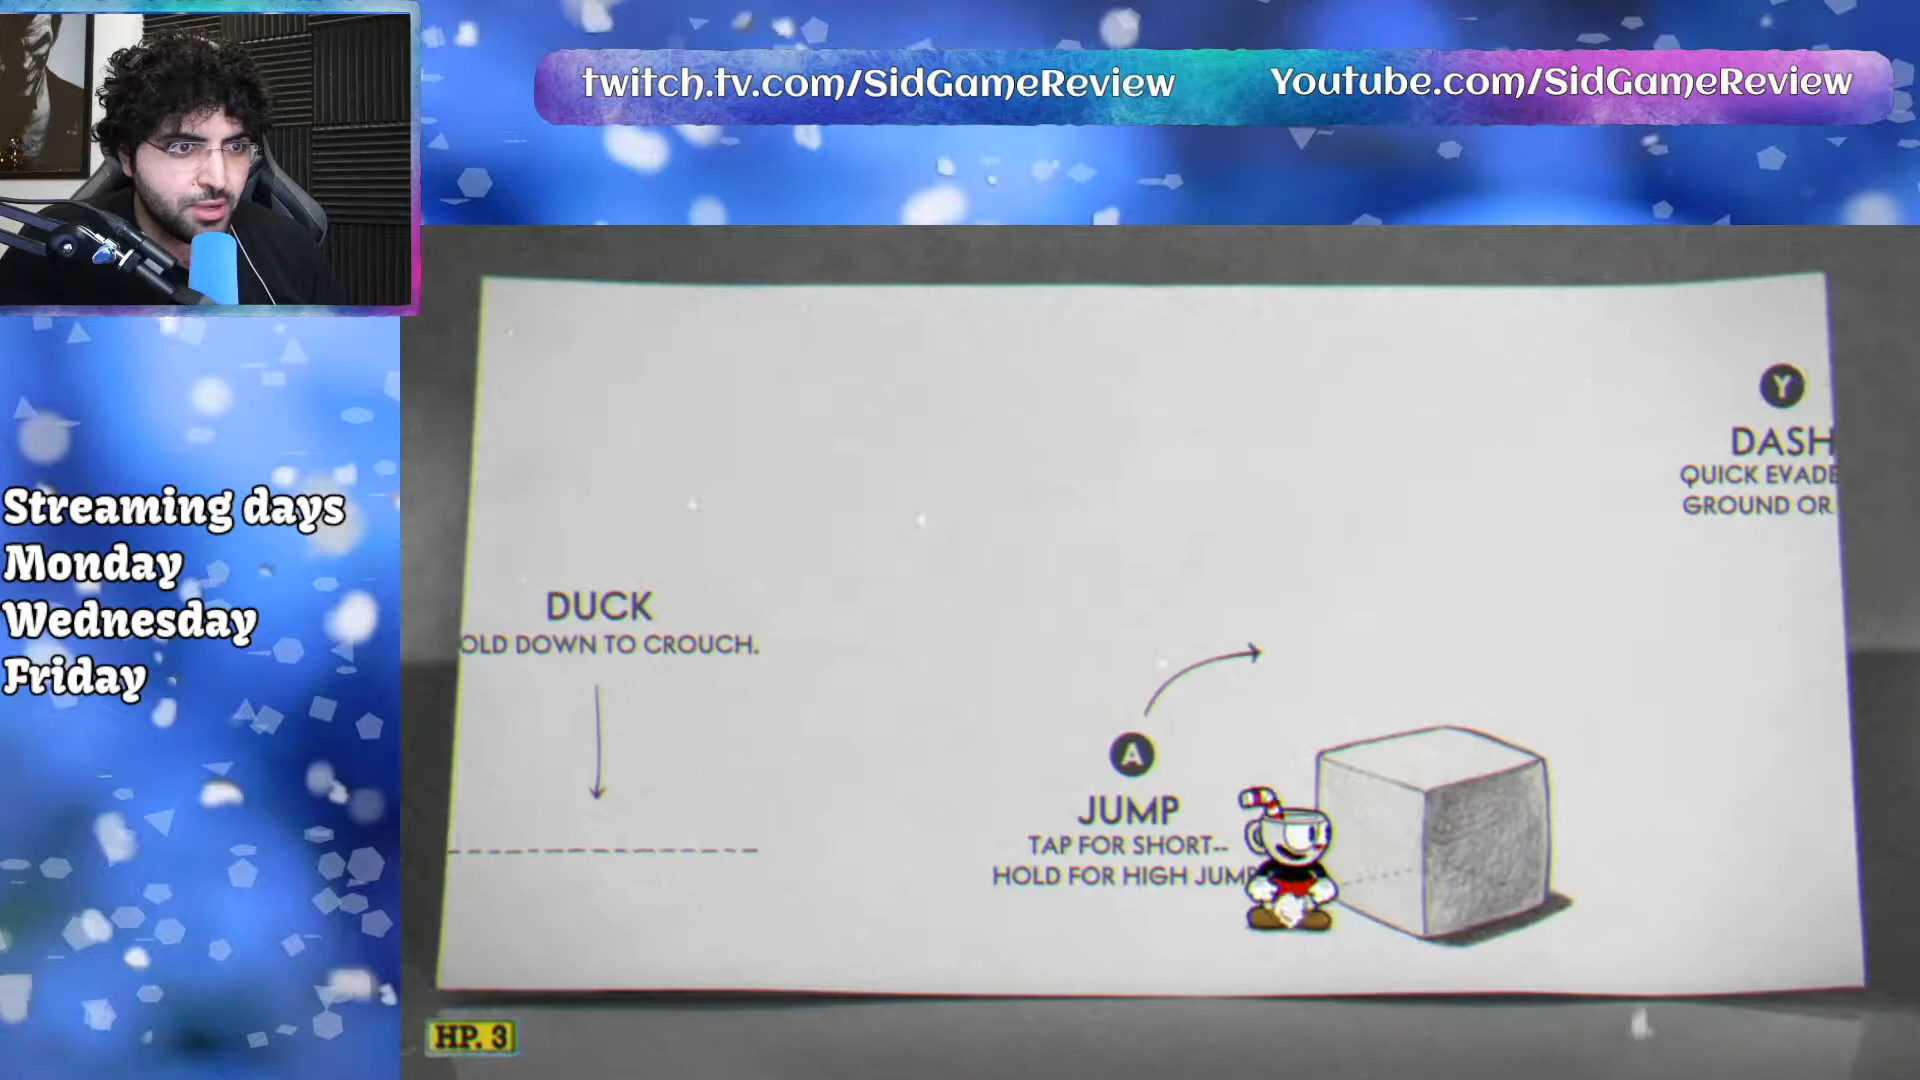 twitch.tv.com/SidGameReview
Youtube.com/SidGameReview
Streaming days
Monday
Wednesday
Friday
Y
DASH
QUICK EVADE
GROUND OR
DUCK
OLD DOWN TO CROUCH.
A
JUMP
TAP FOR SHORT--
HOLD FOR HIGH JUMP
HP. 3